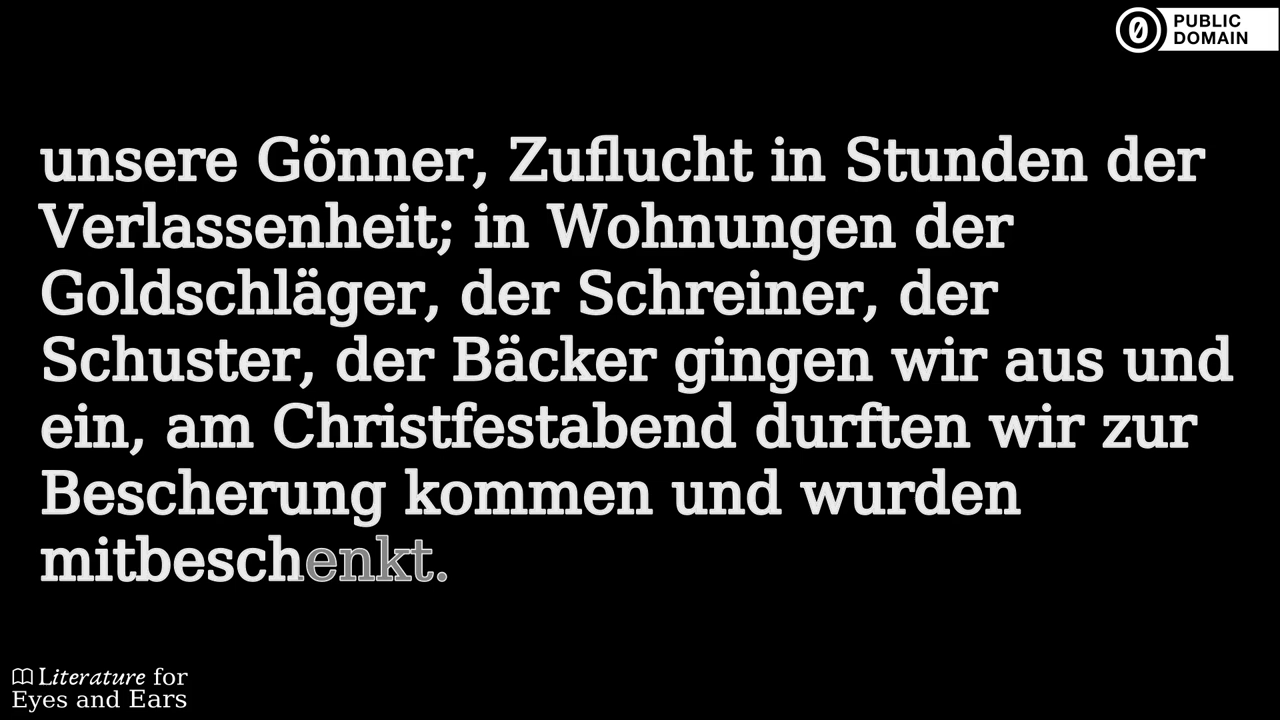 PUBLIC
DOMAIN
unsere Gönner, Zuflucht in Stunden der
Verlassenheit; in Wohnungen der
Goldschläger, der Schreiner, der
Schuster, der Bäcker gingen wir aus und
ein, am Christfestabend durften wir zur
Bescherung kommen und wurden
mitbeschenkt.
Literature for
Eyes and Ears